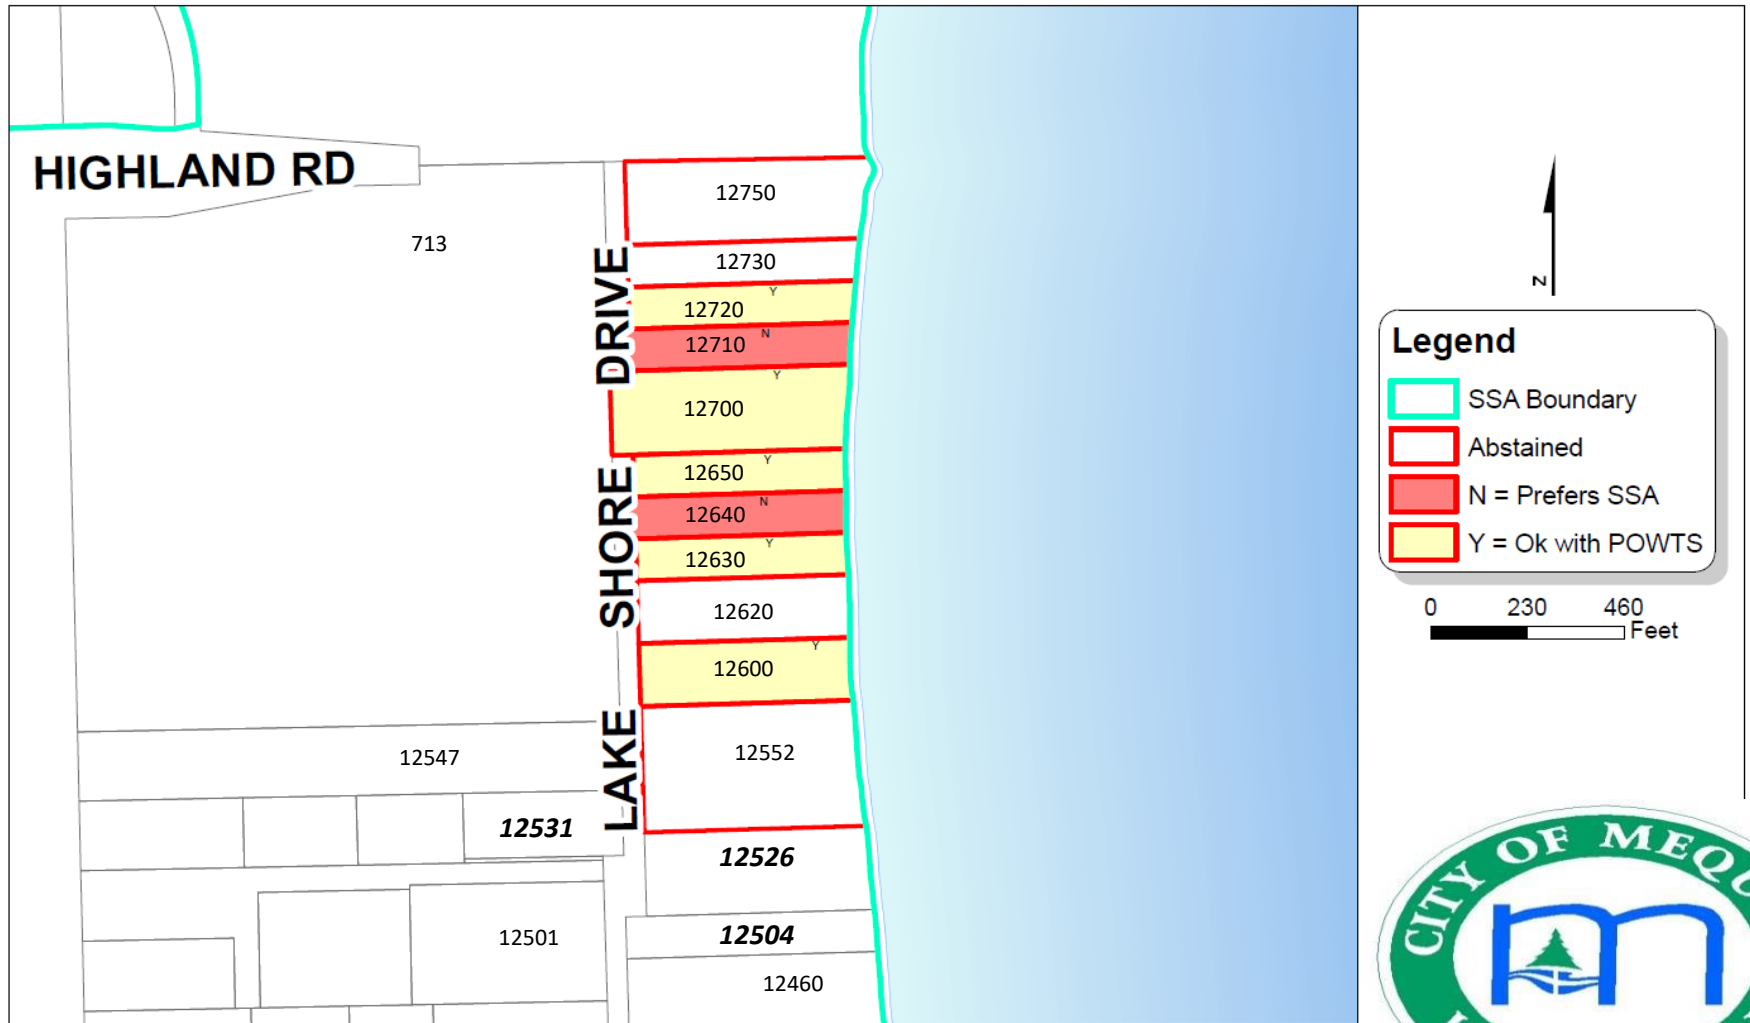 HIGHLAND RD
713
12750
12730
Y
12720
N
12710
Y
12700
Y
12650
N
12640
Y
12630
12620
Y
12600
12552
LAKE SHORE DRIVE
12547
12531
12526
12501
12504
12460
N
Legend
SSA Boundary
Abstained
N = Prefers SSA
Y = Ok with POWTS
0 230 460
Feet
CITY OF MEQU
m